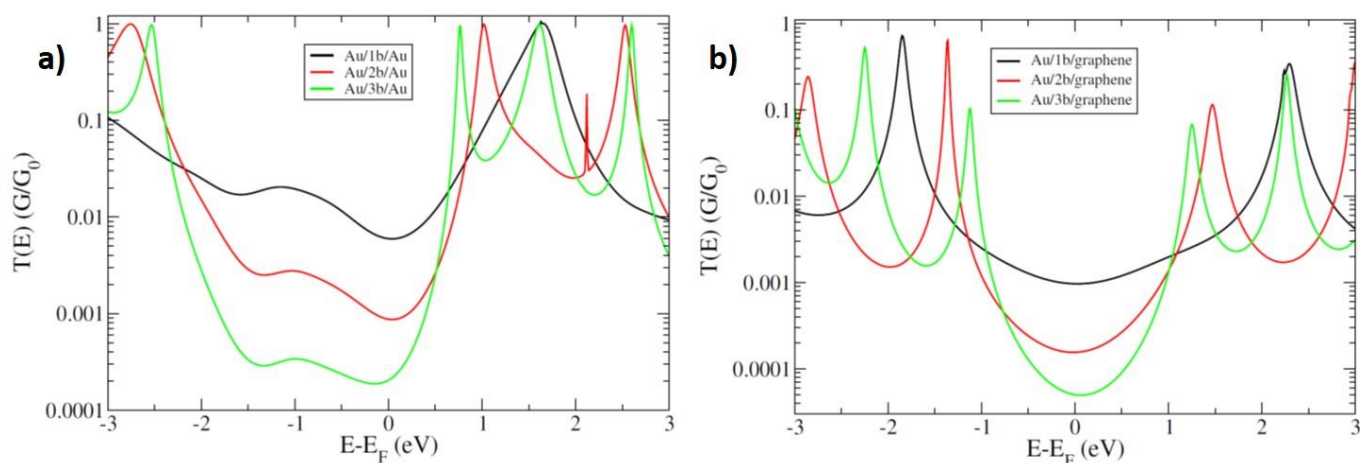 a)
T(E) (G/G0)
1
0.1
0.01
0.001
0.0001
Au/1b/Au
Au/2b/Au
Au/3b/Au
-3 -2 -1 0 1 2 3
E-EF (eV)
b)
T(E) (G/G0)
1
0.1
0.01
0.001
0.0001
Au/1b/graphene
Au/2b/graphene
Au/3b/graphene
-3 -2 -1 0 1 2 3
E-EF (eV)